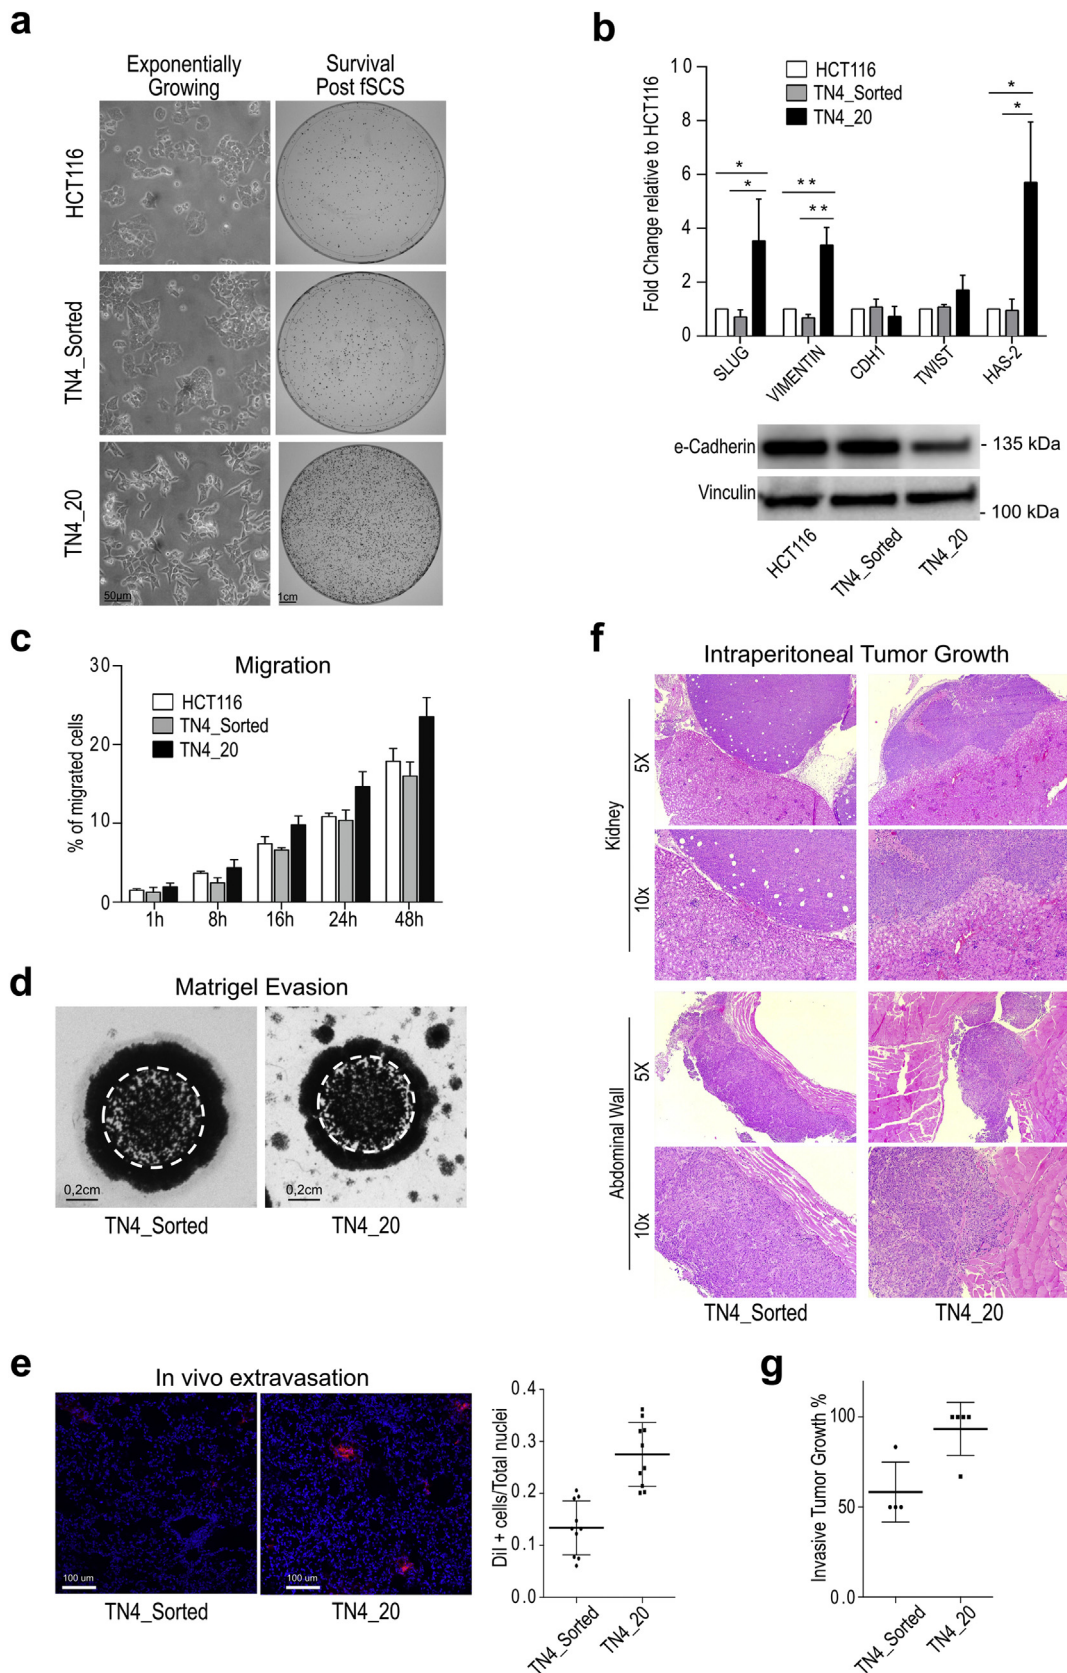 a
Exponentially
Growing
Survival
Post fSCS
HCT116
TN4_Sorted
TN4_20
50µm
1cm
b
Fold Change relative to HCT116
10
8
6
4
2
0
HCT116
TN4_Sorted
TN4_20
*
*
**
**
*
*
SLUG
VIMENTIN
CDH1
TWIST
HAS-2
e-Cadherin
- 135 kDa
Vinculin
- 100 kDa
HCT116
TN4_Sorted
TN4_20
c
Migration
% of migrated cells
30
20
10
0
HCT116
TN4_Sorted
TN4_20
1h
8h
16h
24h
48h
d
Matrigel Evasion
0,2cm
0,2cm
TN4_Sorted
TN4_20
e
In vivo extravasation
100 um
100 um
TN4_Sorted
TN4_20
Dil + cells/Total nuclei
0.4
0.3
0.2
0.1
0.0
TN4_Sorted
TN4_20
f
Intraperitoneal Tumor Growth
Kidney
5X
10x
Abdominal Wall
5X
10x
TN4_Sorted
TN4_20
g
Invasive Tumor Growth %
100
50
0.0
TN4_Sorted
TN4_20